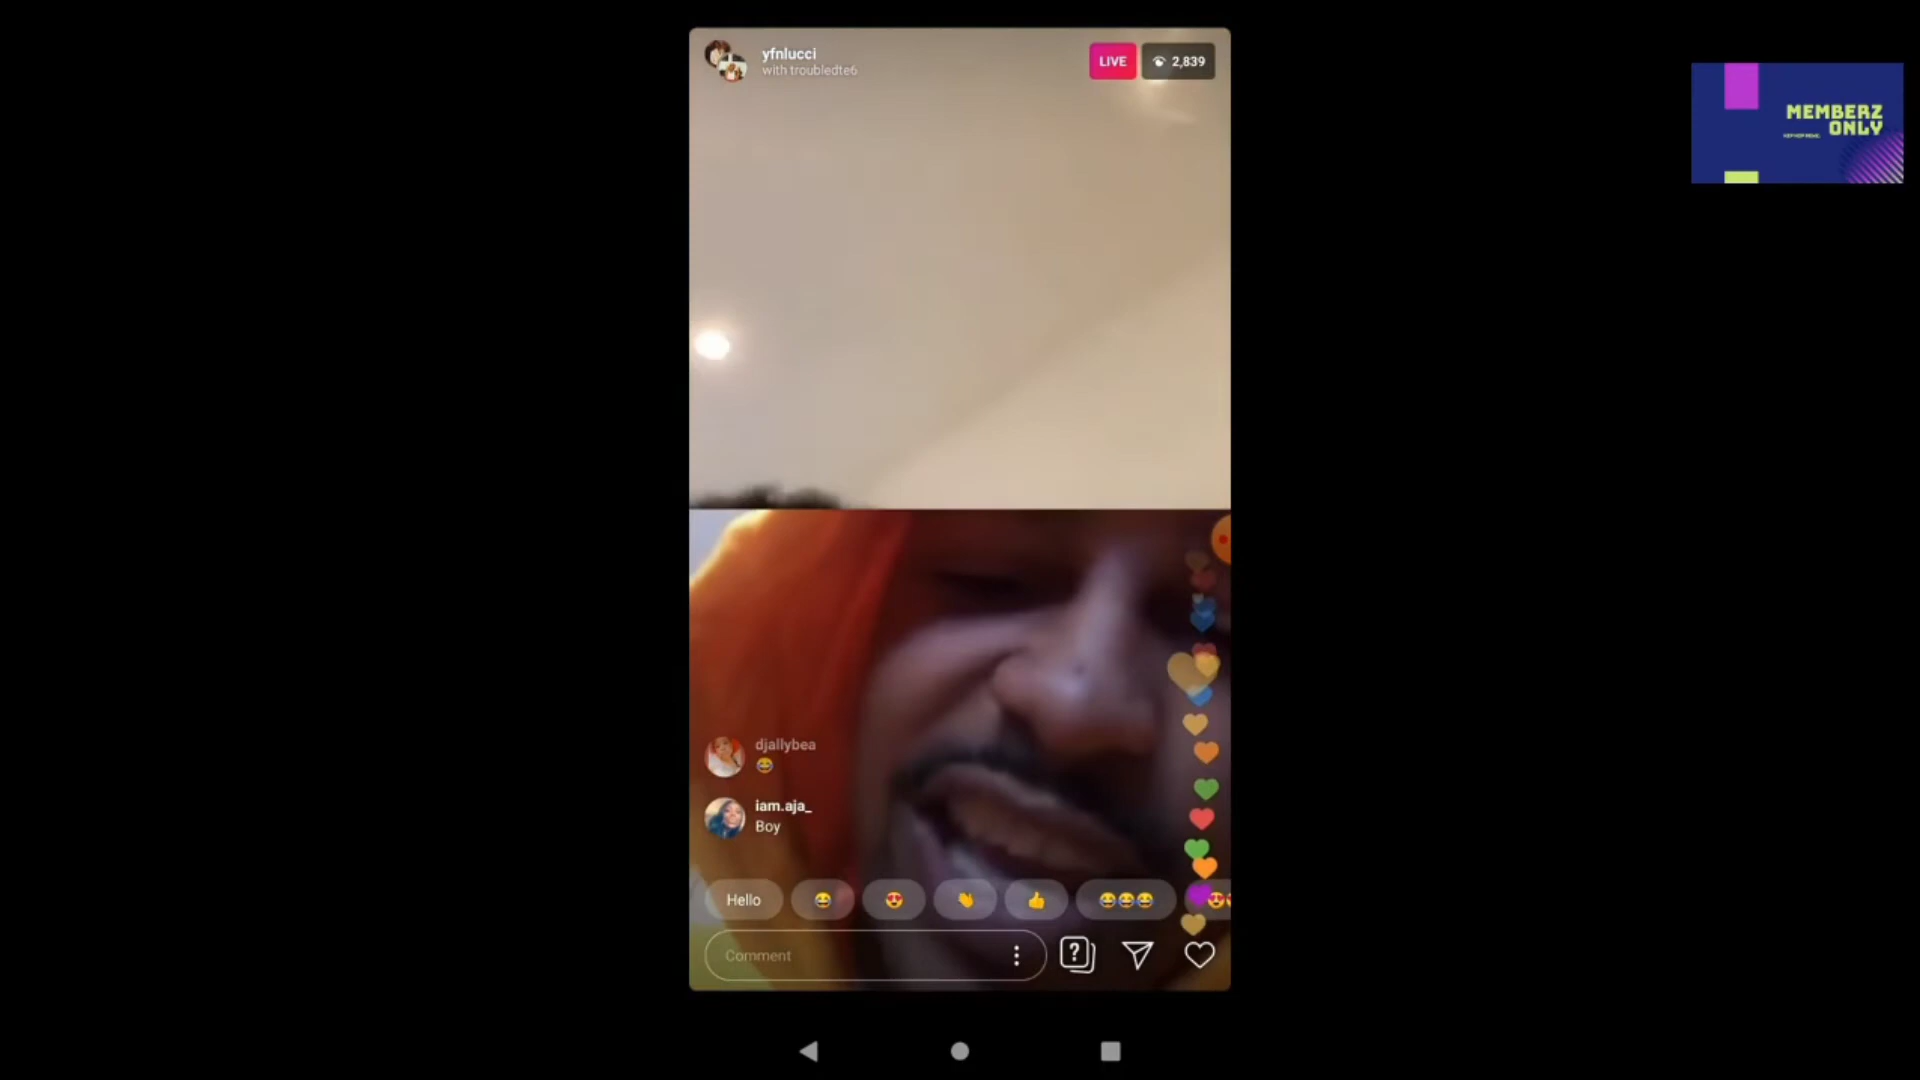 yfnlucci
with troubledte6
LIVE
2,839
MEMBERZ
ONLY
djallybea
😂
iam.aja_
Boy
Hello
Comment